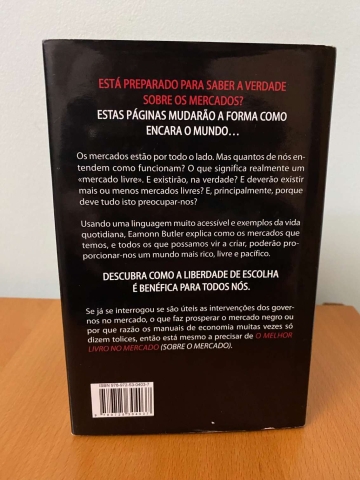 ESTÁ PREPARADO PARA SABER A VERDADE
SOBRE OS MERCADOS?
ESTAS PÁGINAS MUDARÃO A FORMA COMO
ENCARA O MUNDO…
Os mercados estão por todo o lado. Mas quantos de nós en-
tendem como funcionam? O que significa realmente um
«mercado livre». E existirão, na verdade? E deverão existir
mais ou menos mercados livres? E, principalmente, porque
deve tudo isto preocupar-nos?
Usando uma linguagem muito acessível e exemplos da vida
quotidiana, Eamonn Butler explica como os mercados que
temos, e todos os que possamos vir a criar, poderão pro-
porcionar-nos um mundo mais rico, livre e pacífico.
DESCUBRA COMO A LIBERDADE DE ESCOLHA
É BENÉFICA PARA TODOS NÓS.
Se já se interrogou se são úteis as intervenções dos gover-
nos no mercado, o que faz prosperar o mercado negro ou
por que razão os manuais de economia muitas vezes só
dizem tolices, então está mesmo a precisar de O MELHOR
LIVRO NO MERCADO (SOBRE O MERCADO).